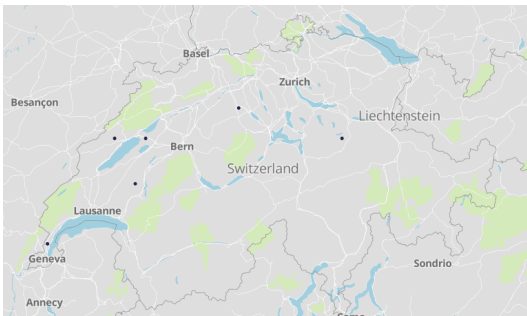 Basel
Zurich
Besançon
Liechtenstein
Bern
Switzerland
Lausanne
Geneva
Sondrio
Annecy